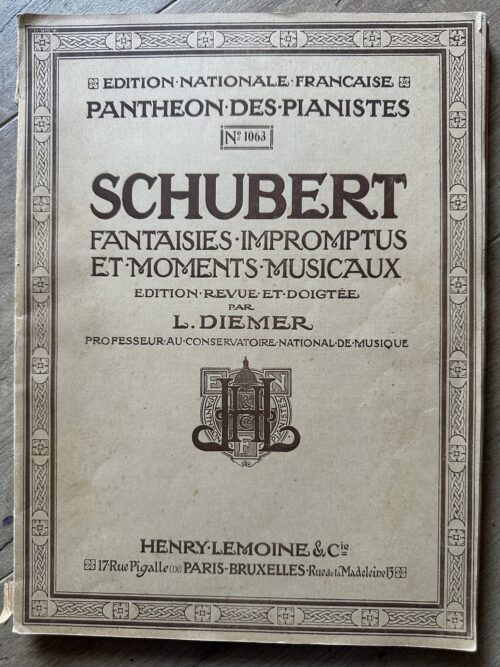 EDITION·NATIONALE·FRANCAISE
PANTHEON·DES·PIANISTES
Nº 1063
SCHUBERT
FANTAISIES·IMPROMPTUS
ET·MOMENTS·MUSICAUX
EDITION·REVUE·ET·DOIGTÉE
PAR
L. DIEMER
PROFESSEUR·AU·CONSERVATOIRE·NATIONAL·DE·MUSIQUE
E N
H & L
F
HENRY·LEMOINE & Cie
17·Rue Pigalle (IX) PARIS-BRUXELLES·Rue de la Madeleine 13